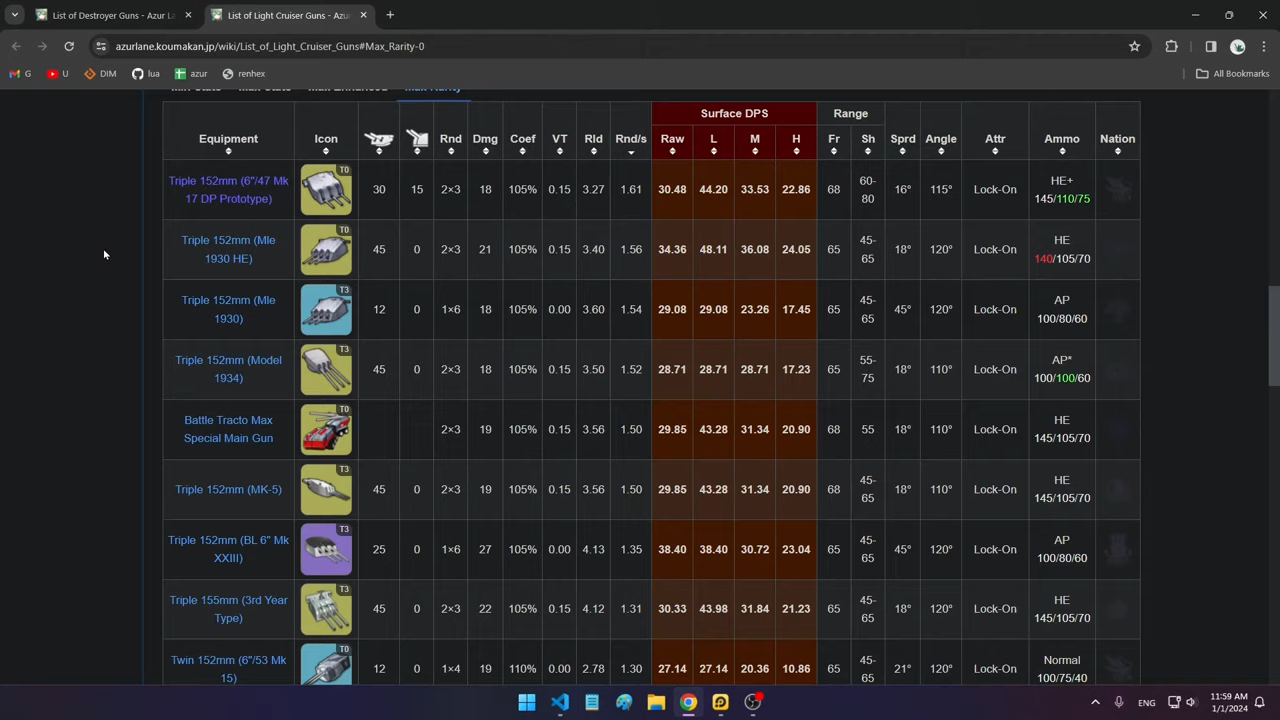 List of Destroyer Guns - Azur La
List of Light Cruiser Guns - Azu
azurlane.koumakan.jp/wiki/List_of_Light_Cruiser_Guns#Max_Rarity-0
G U DIM lua azur renhex All Bookmarks
Surface DPS Range
Equipment Icon Rnd Dmg Coef VT Rld Rnd/s Raw L M H Fr Sh Sprd Angle Attr Ammo Nation
Triple 152mm (6"/47 Mk
17 DP Prototype)
T0
30 15 2×3 18 105% 0.15 3.27 1.61 30.48 44.20 33.53 22.86 68
60-
80
16° 115° Lock-On
HE+
145/110/75
Triple 152mm (Mle
1930 HE)
T0
45 0 2×3 21 105% 0.15 3.40 1.56 34.36 48.11 36.08 24.05 65
45-
65
18° 120° Lock-On
HE
140/105/70
Triple 152mm (Mle
1930)
T3
12 0 1×6 18 105% 0.00 3.60 1.54 29.08 29.08 23.26 17.45 65
45-
65
45° 120° Lock-On
AP
100/80/60
Triple 152mm (Model
1934)
T3
45 0 2×3 18 105% 0.15 3.50 1.52 28.71 28.71 28.71 17.23 65
55-
75
18° 110° Lock-On
AP*
100/100/60
Battle Tracto Max
Special Main Gun
T0
2×3 19 105% 0.15 3.56 1.50 29.85 43.28 31.34 20.90 68 55 18° 110° Lock-On
HE
145/105/70
Triple 152mm (MK-5)
T3
45 0 2×3 19 105% 0.15 3.56 1.50 29.85 43.28 31.34 20.90 68
45-
65
18° 110° Lock-On
HE
145/105/70
Triple 152mm (BL 6" Mk
XXIII)
T3
25 0 1×6 27 105% 0.00 4.13 1.35 38.40 38.40 30.72 23.04 65
45-
65
45° 120° Lock-On
AP
100/80/60
Triple 155mm (3rd Year
Type)
T3
45 0 2×3 22 105% 0.15 4.12 1.31 30.33 43.98 31.84 21.23 65
45-
65
18° 120° Lock-On
HE
145/105/70
Twin 152mm (6"/53 Mk
15)
T0
12 0 1×4 19 110% 0.00 2.78 1.30 27.14 27.14 20.36 10.86 65
45-
65
21° 120° Lock-On
Normal
100/75/40
ENG
11:59 AM
1/1/2024